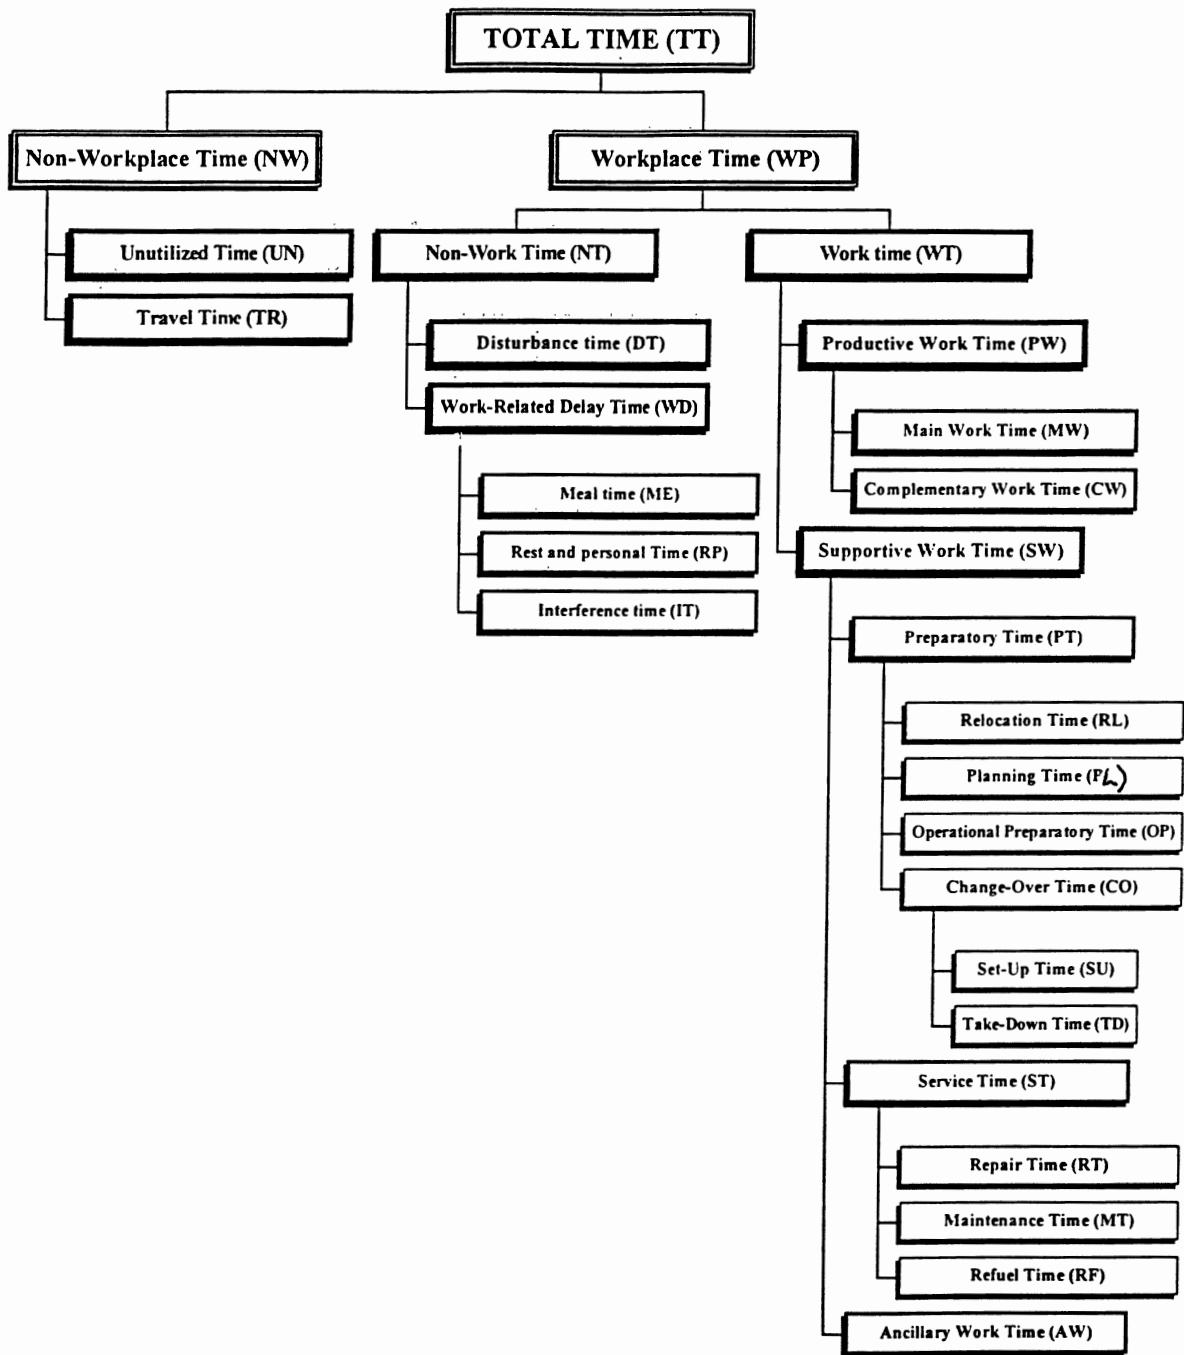 TOTAL TIME (TT)
Non-Workplace Time (NW)
Workplace Time (WP)
Unutilized Time (UN)
Travel Time (TR)
Non-Work Time (NT)
Disturbance time (DT)
Work-Related Delay Time (WD)
Meal time (ME)
Rest and personal Time (RP)
Interference time (IT)
Work time (WT)
Productive Work Time (PW)
Main Work Time (MW)
Complementary Work Time (CW)
Supportive Work Time (SW)
Preparatory Time (PT)
Relocation Time (RL)
Planning Time (PL)
Operational Preparatory Time (OP)
Change-Over Time (CO)
Set-Up Time (SU)
Take-Down Time (TD)
Service Time (ST)
Repair Time (RT)
Maintenance Time (MT)
Refuel Time (RF)
Ancillary Work Time (AW)